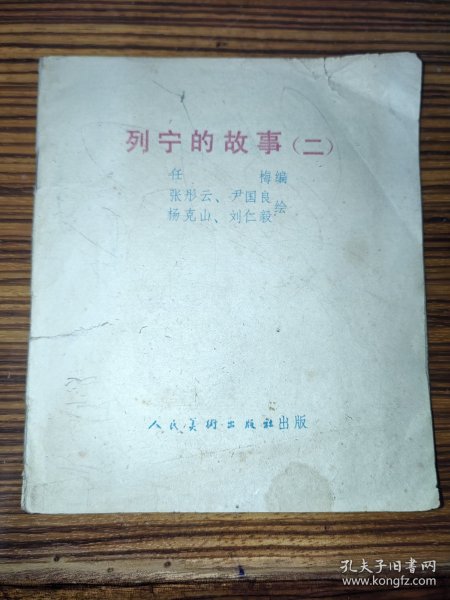 列宁的故事(二)
任 梅编
张彤云、尹国良
杨克山、刘仁毅 绘
人民美術出版社出版
孔夫子旧书网
www.kongfz.com